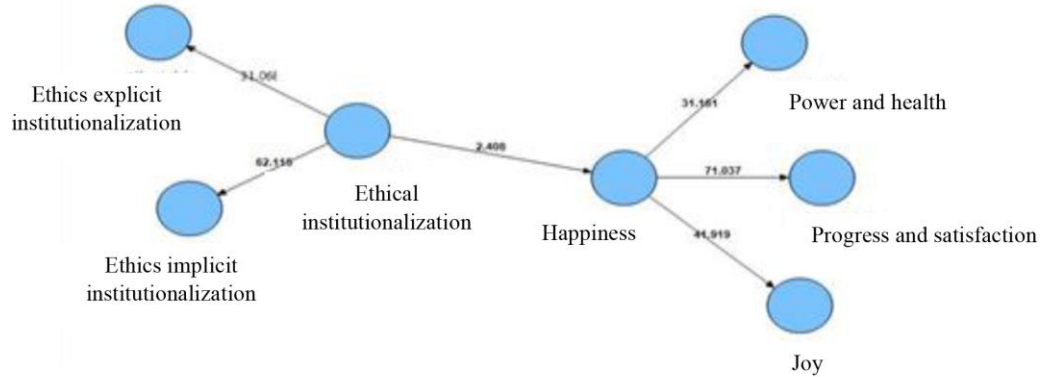 31.161
Ethics explicit
institutionalization
Power and health
62.116
2.408
71.037
Ethical
institutionalization
Happiness
Progress and satisfaction
41.919
Ethics implicit
institutionalization
Joy